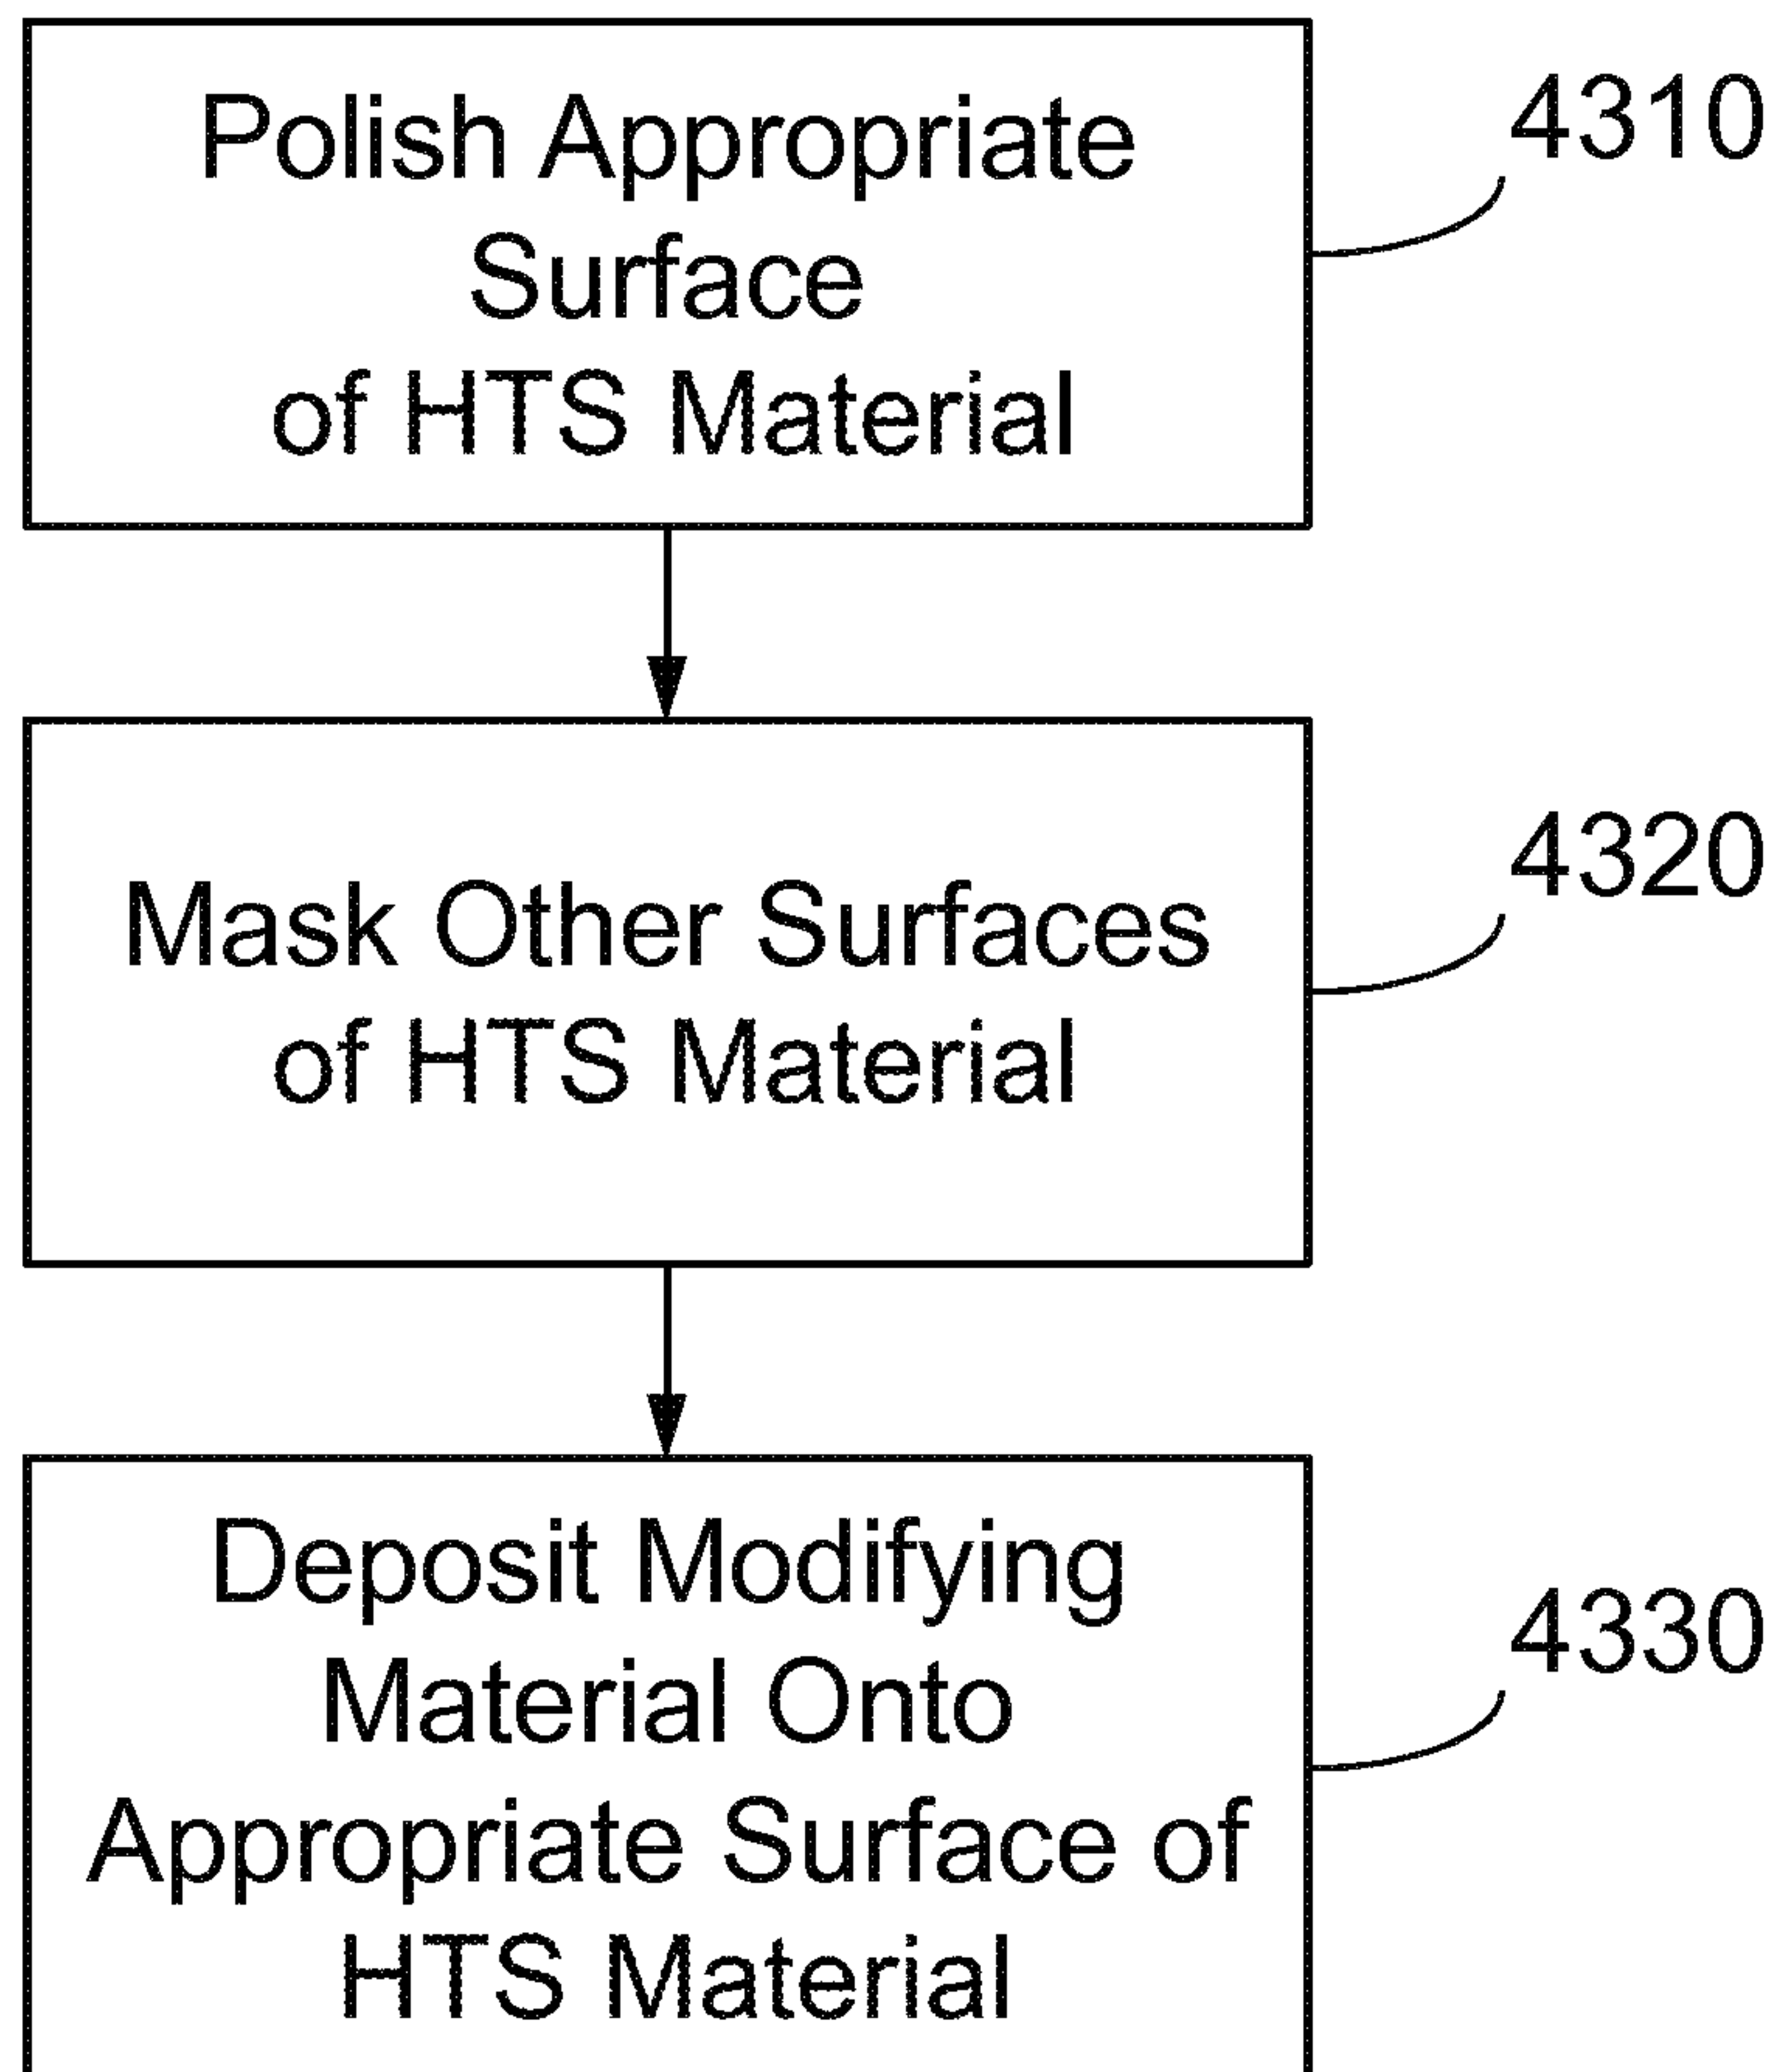 Polish Appropriate
Surface
of HTS Material
4310
Mask Other Surfaces
of HTS Material
4320
Deposit Modifying
Material Onto
Appropriate Surface of
HTS Material
4330